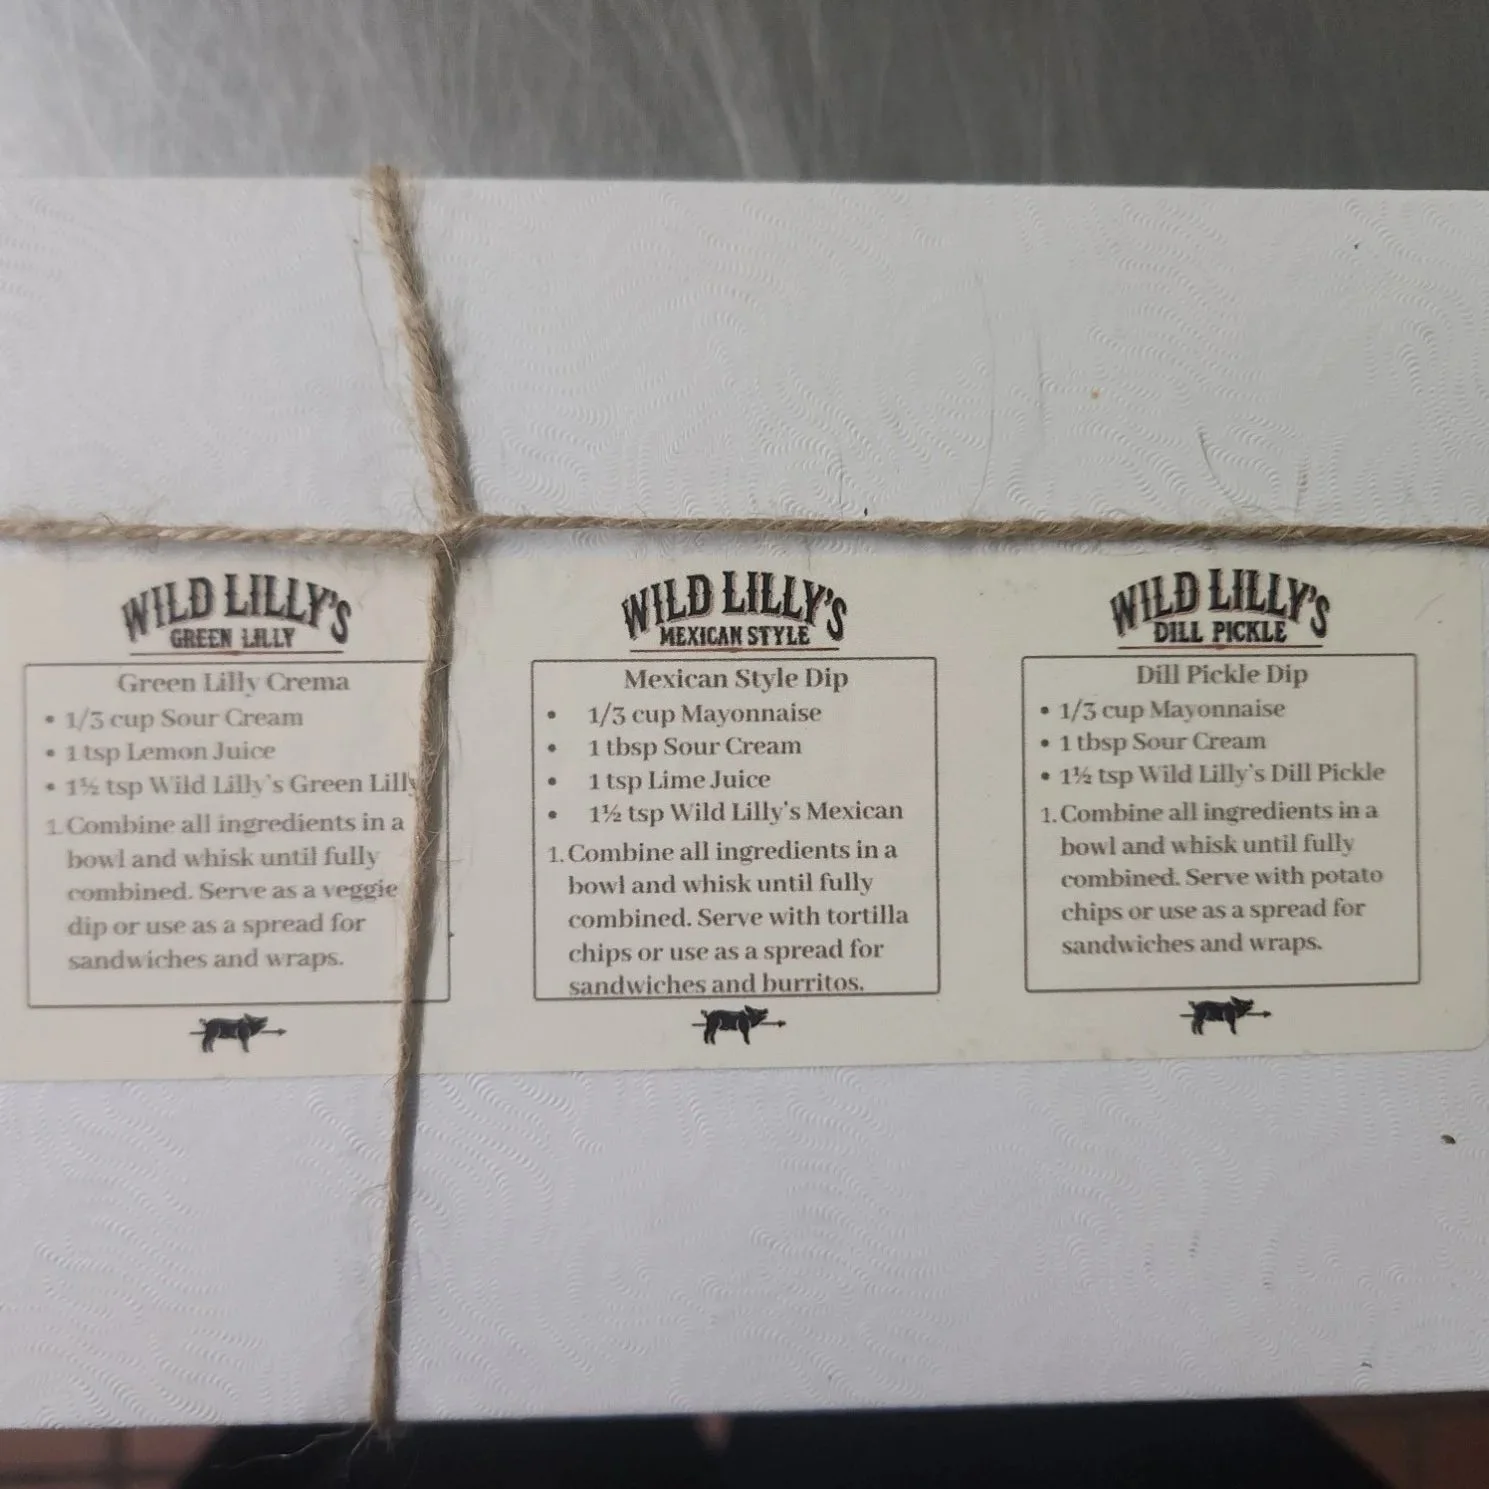 WILD LILLY'S
GREEN LILLY
Green Lilly Crema
• 1/3 cup Sour Cream
• 1 tsp Lemon Juice
• 1½ tsp Wild Lilly's Green Lilly
1. Combine all ingredients in a
bowl and whisk until fully
combined. Serve as a veggie
dip or use as a spread for
sandwiches and wraps.
WILD LILLY'S
MEXICAN STYLE
Mexican Style Dip
• 1/3 cup Mayonnaise
• 1 tbsp Sour Cream
• 1 tsp Lime Juice
• 1½ tsp Wild Lilly's Mexican
1. Combine all ingredients in a
bowl and whisk until fully
combined. Serve with tortilla
chips or use as a spread for
sandwiches and burritos.
WILD LILLY'S
DILL PICKLE
Dill Pickle Dip
• 1/3 cup Mayonnaise
• 1 tbsp Sour Cream
• 1½ tsp Wild Lilly's Dill Pickle
1. Combine all ingredients in a
bowl and whisk until fully
combined. Serve with potato
chips or use as a spread for
sandwiches and wraps.